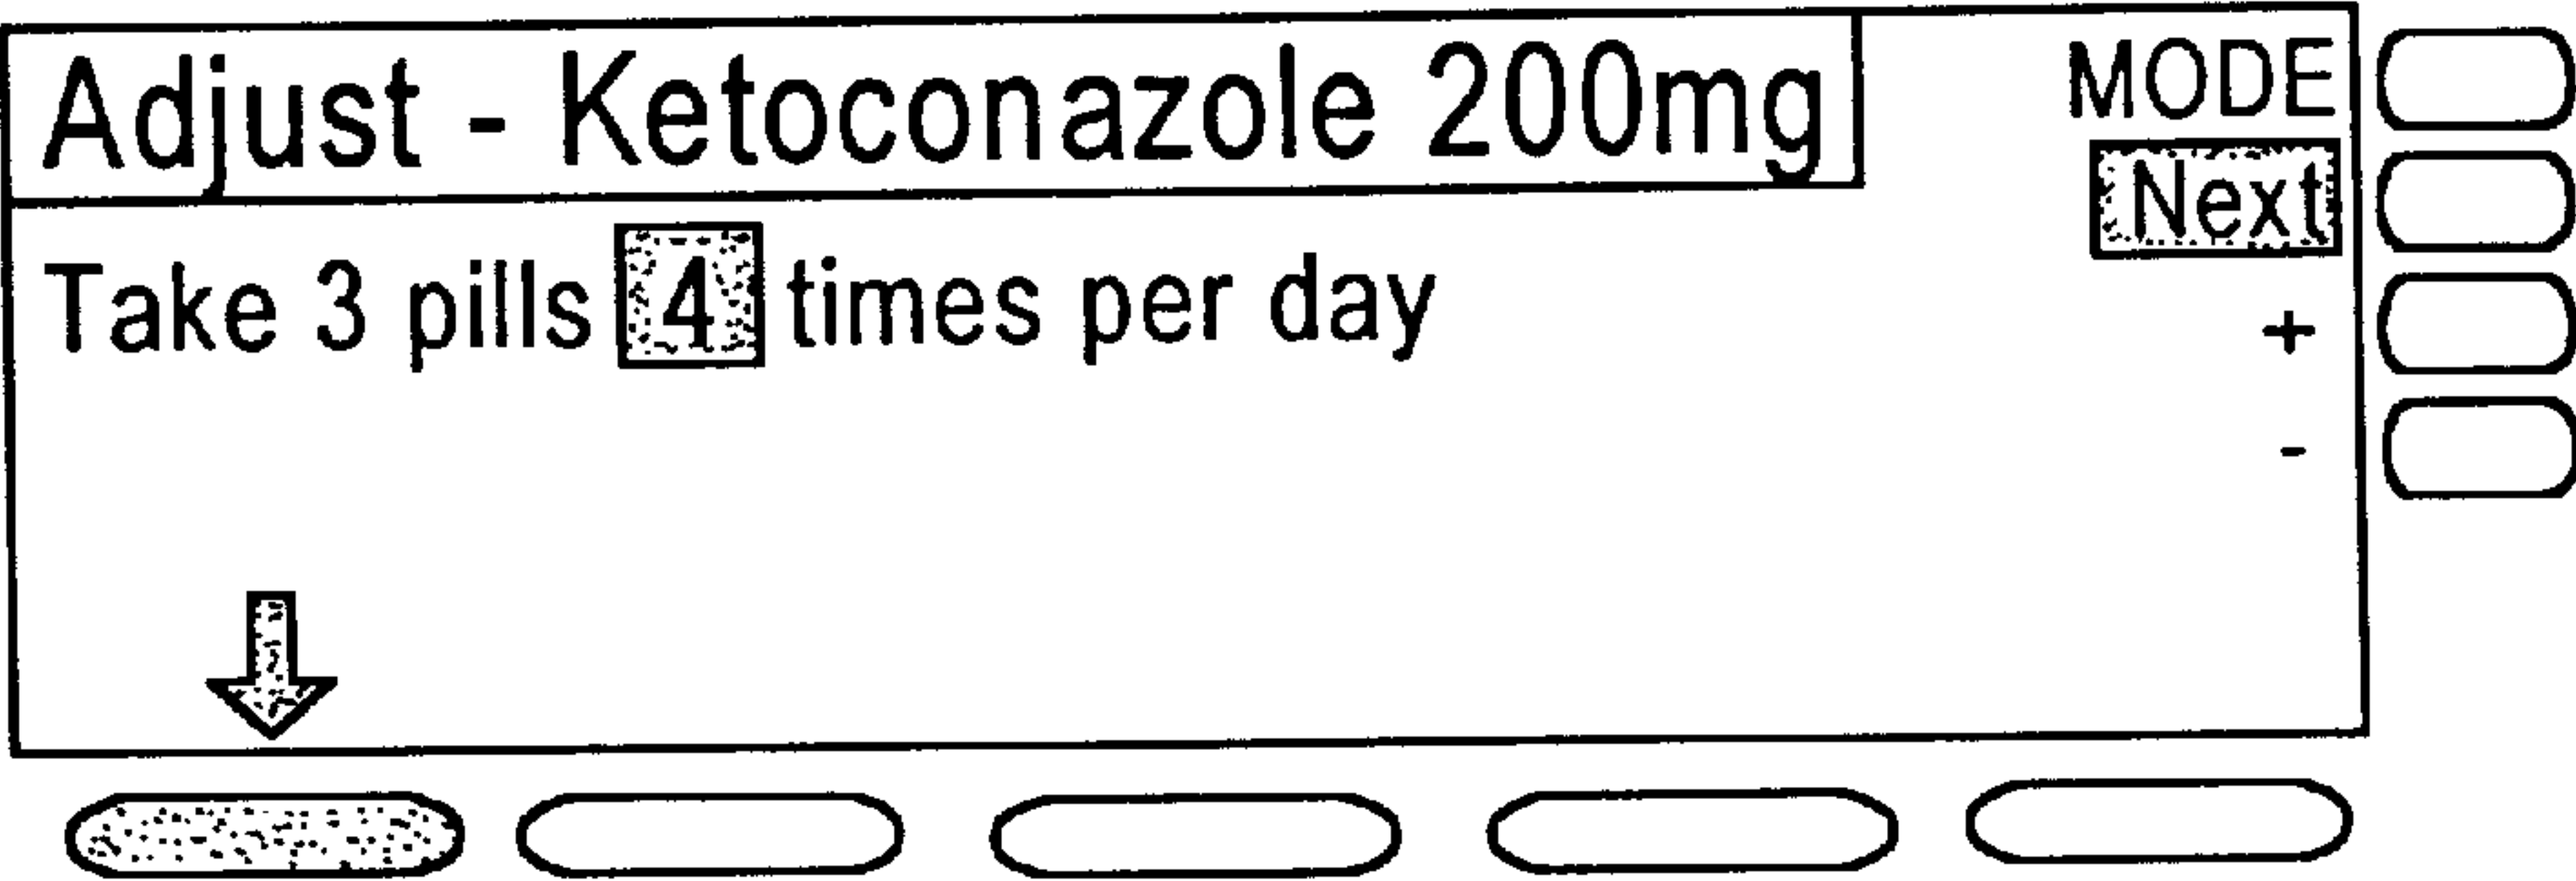 Adjust - Ketoconazole 200mg
MODE
Next
Take 3 pills 4 times per day
+
-